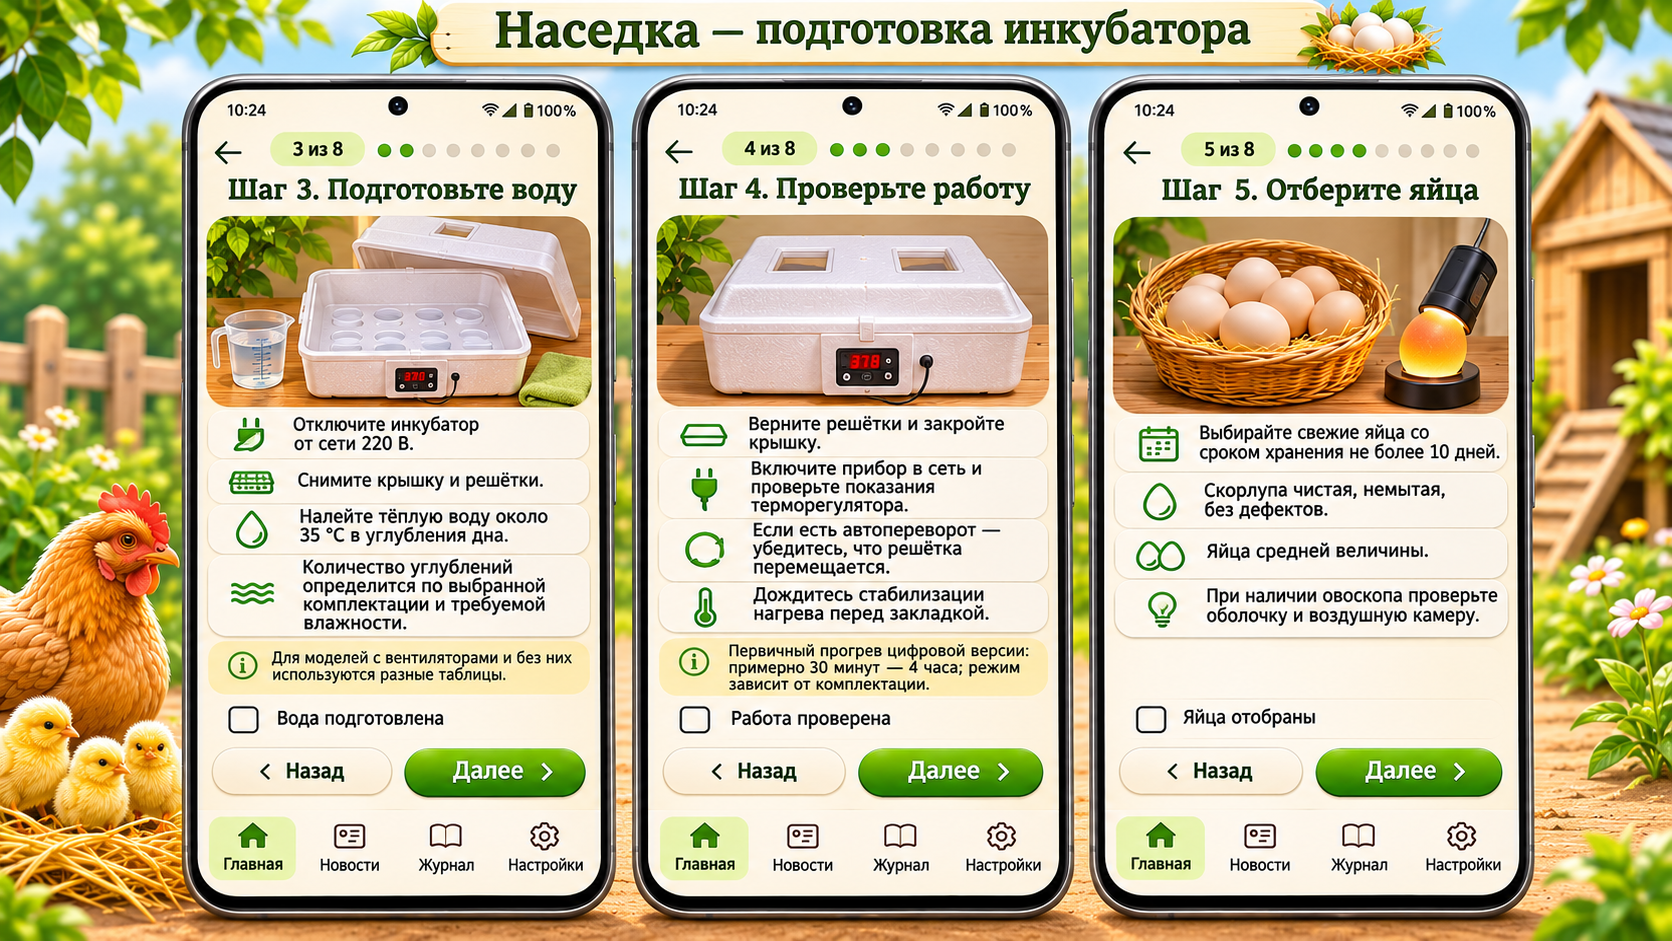 Наседка — подготовка инкубатора
10:24
100%
3 из 8
Шаг 3. Подготовьте воду
37.8
Отключите инкубатор
от сети 220 В.
Снимите крышку и решётки.
Налейте тёплую воду около
35 °C в углубления дна.
Количество углублений
определится по выбранной
комплектации и требуемой
влажности.
Для моделей с вентиляторами и без них
используются разные таблицы.
Вода подготовлена
Назад
Далее
Главная
Новости
Журнал
Настройки
10:24
100%
4 из 8
Шаг 4. Проверьте работу
378
Верните решётки и закройте
крышку.
Включите прибор в сеть и
проверьте показания
терморегулятора.
Если есть автопереворот —
убедитесь, что решётка
перемещается.
Дождитесь стабилизации
нагрева перед закладкой.
Первичный прогрев цифровой версии:
примерно 30 минут — 4 часа; режим
зависит от комплектации.
Работа проверена
Назад
Далее
Главная
Новости
Журнал
Настройки
10:24
100%
5 из 8
Шаг 5. Отберите яйца
Выбирайте свежие яйца со
сроком хранения не более 10 дней.
Скорлупа чистая, немытая,
без дефектов.
Яйца средней величины.
При наличии овоскопа проверьте
оболочку и воздушную камеру.
Яйца отобраны
Назад
Далее
Главная
Новости
Журнал
Настройки